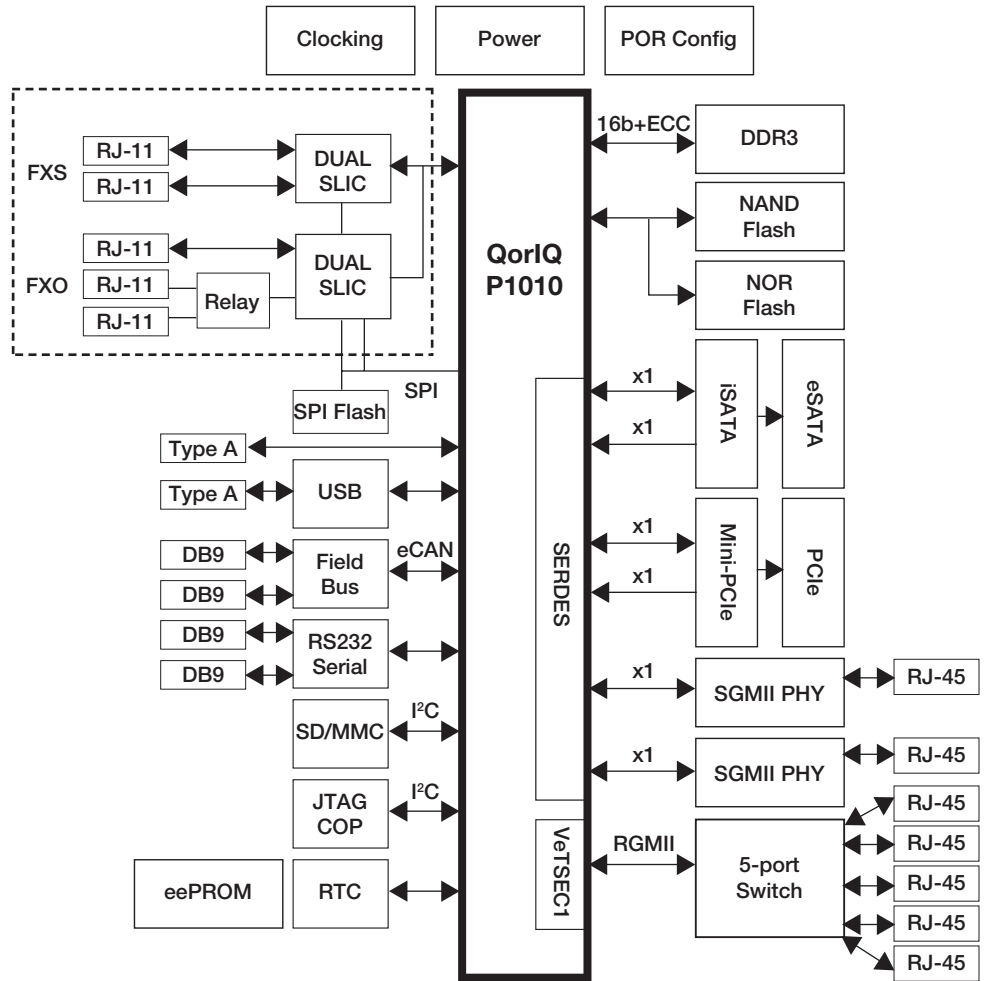 Clocking
Power
POR Config
FXS
RJ-11
RJ-11
DUAL
SLIC
FXO
RJ-11
RJ-11
RJ-11
Relay
DUAL
SLIC
SPI
SPI Flash
Type A
Type A
USB
DB9
DB9
Field
Bus
eCAN
DB9
DB9
RS232
Serial
SD/MMC
I²C
JTAG
COP
I²C
eePROM
RTC
QorIQ
P1010
SERDES
VeTSEC1
16b+ECC
DDR3
NAND
Flash
NOR
Flash
x1
x1
iSATA
eSATA
x1
x1
Mini-PCIe
PCIe
x1
SGMII PHY
RJ-45
x1
SGMII PHY
RJ-45
RGMII
5-port
Switch
RJ-45
RJ-45
RJ-45
RJ-45
RJ-45